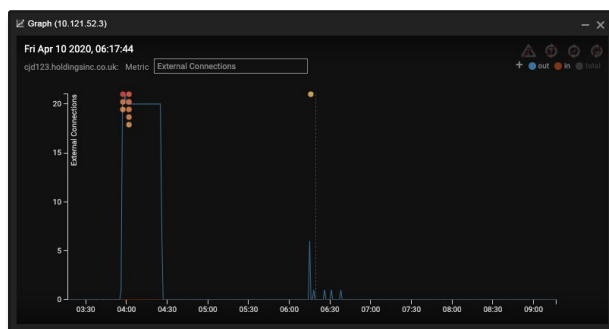 Graph (10.121.52.3)
Fri Apr 10 2020, 06:17:44
cjd123.holdingsinc.co.uk: Metric External Connections
+ out in total
External Connections
20
15
10
5
0
03:30 04:00 04:30 05:00 05:30 06:00 06:30 07:00 07:30 08:00 08:30 09:00